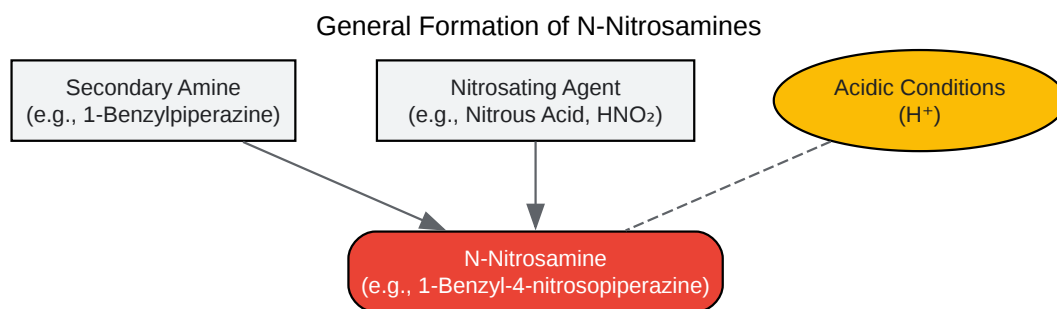 General Formation of N-Nitrosamines
Secondary Amine
(e.g., 1-Benzylpiperazine)
Nitrosating Agent
(e.g., Nitrous Acid, HNO₂)
Acidic Conditions
(H⁺)
N-Nitrosamine
(e.g., 1-Benzyl-4-nitrosopiperazine)